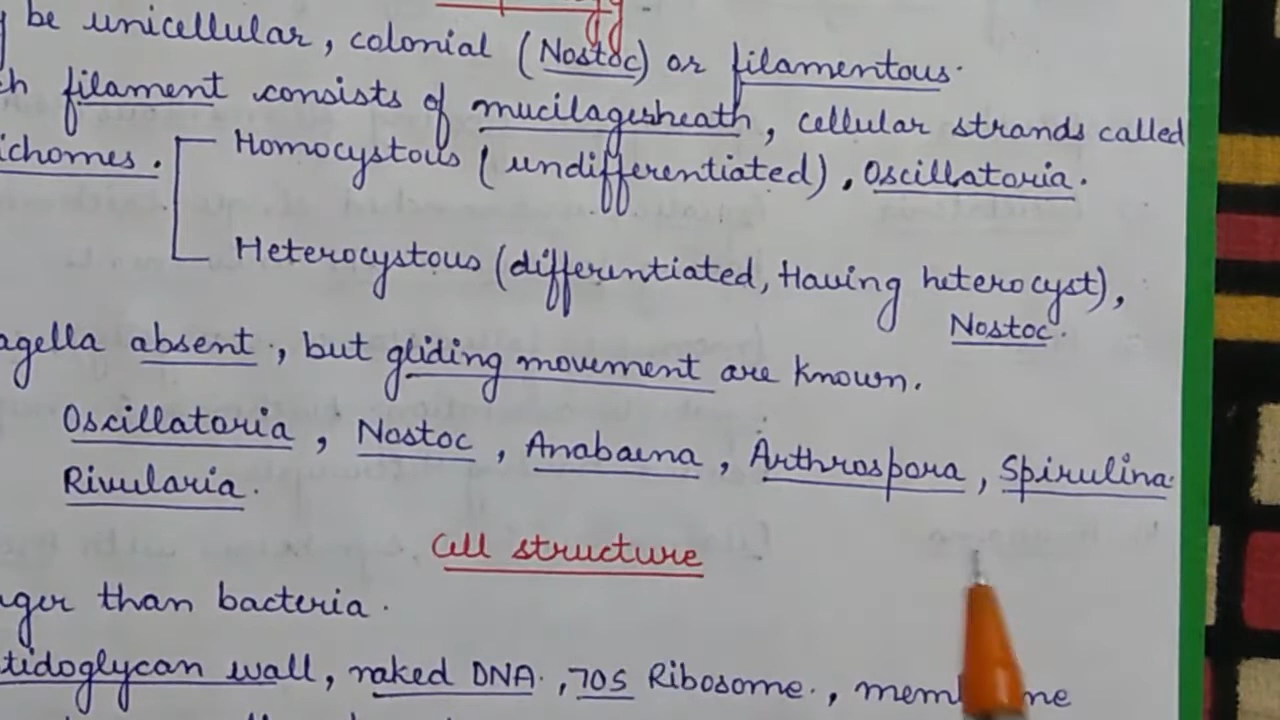 be unicellular, colonial (Nostoc) or filamentous.
filament consists of mucilagesheath, cellular strands called
ichomes. Homocystous (undifferentiated), Oscillatoria.
Heterocystous (differentiated, Having heterocyst),
Nostoc.
agella absent, but gliding movement are known.
Oscillatoria, Nostoc, Anabaena, Arthrospora, Spirulina
Rivularia.
Cell structure
ger than bacteria.
tidoglycan wall, naked DNA., 70S Ribosome.,